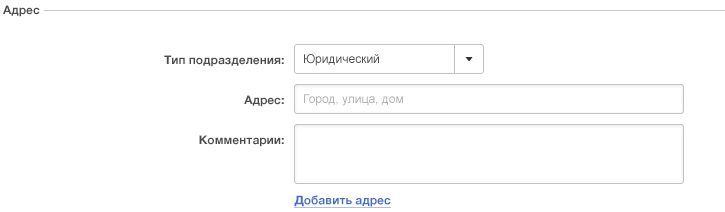 Адрес
Тип подразделения: Юридический
Адрес: Город, улица, дом
Комментарии:
Добавить адрес